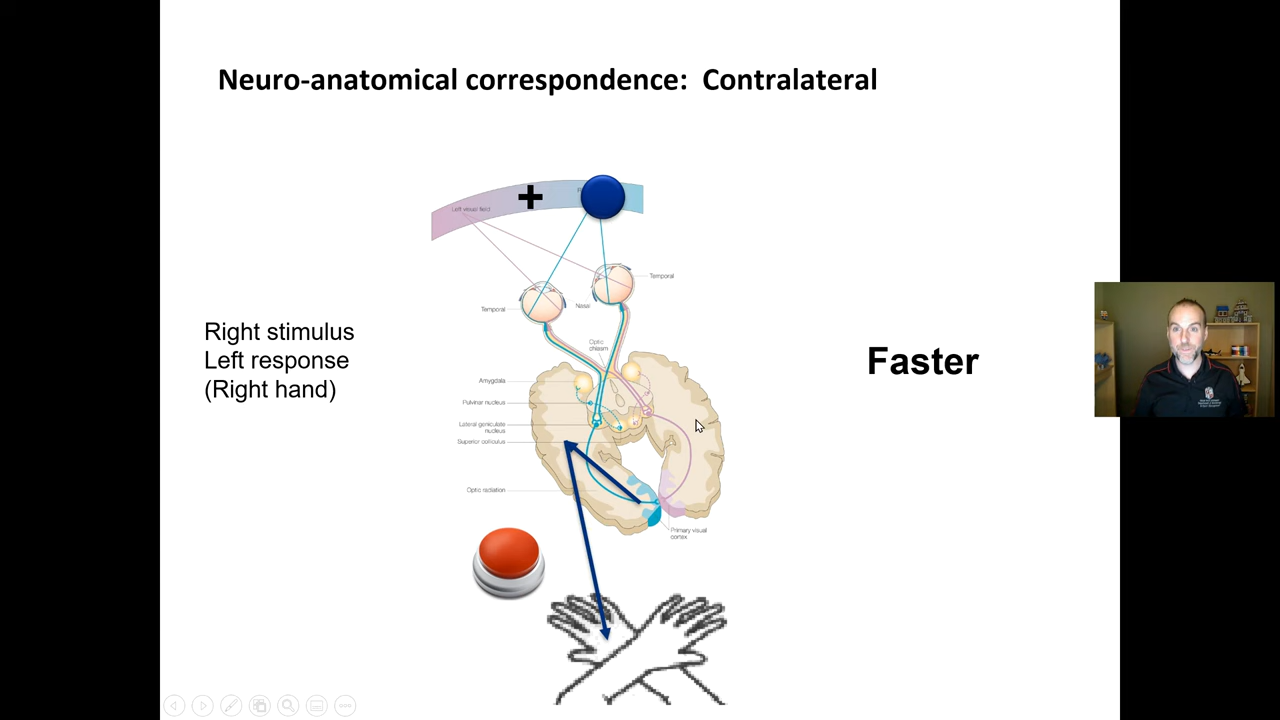 Neuro-anatomical correspondence:  Contralateral
Left visual field
Temporal
Temporal
Nasal
Optic
chiasm
Right stimulus
Left response
(Right hand)
Faster
Amygdala
Pulvinar nucleus
Lateral geniculate
nucleus
Superior colliculus
Optic radiation
Primary visual
cortex